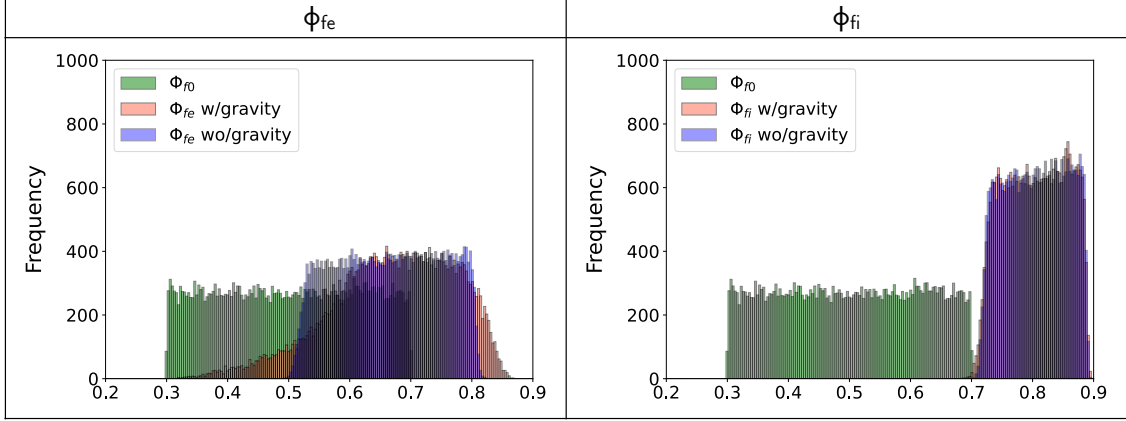 ϕfe
ϕfi
1000
Φf0
Φfe w/gravity
Φfe wo/gravity
800
600
400
200
0
Frequency
0.2 0.3 0.4 0.5 0.6 0.7 0.8 0.9
1000
Φf0
Φfi w/gravity
Φfi wo/gravity
800
600
400
200
0
Frequency
0.2 0.3 0.4 0.5 0.6 0.7 0.8 0.9